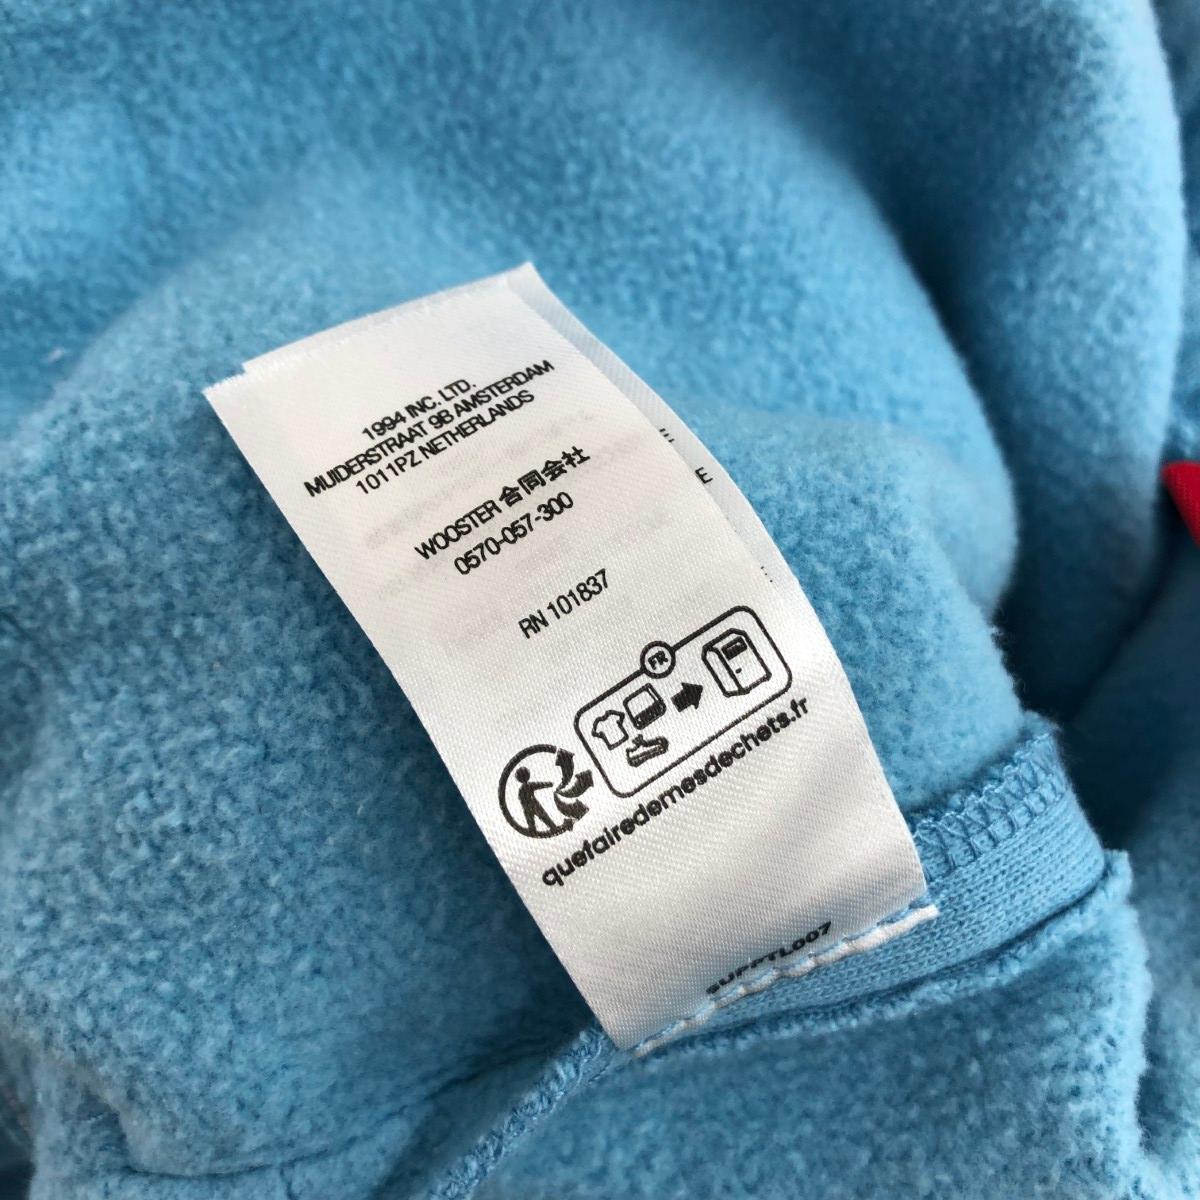 1994 INC. LTD.
MUIDERSTRAAT 9B AMSTERDAM
1011PZ NETHERLANDS
WOOSTER 合同会社
0570-057-300
RN 101837
FR
quefairedemesdechets.fr
E